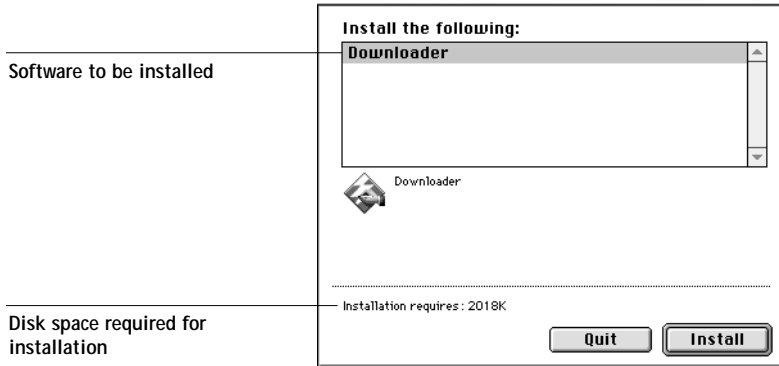 Install the following:
Downloader
Software to be installed
Downloader
Installation requires: 2018K
Disk space required for
installation
Quit
Install